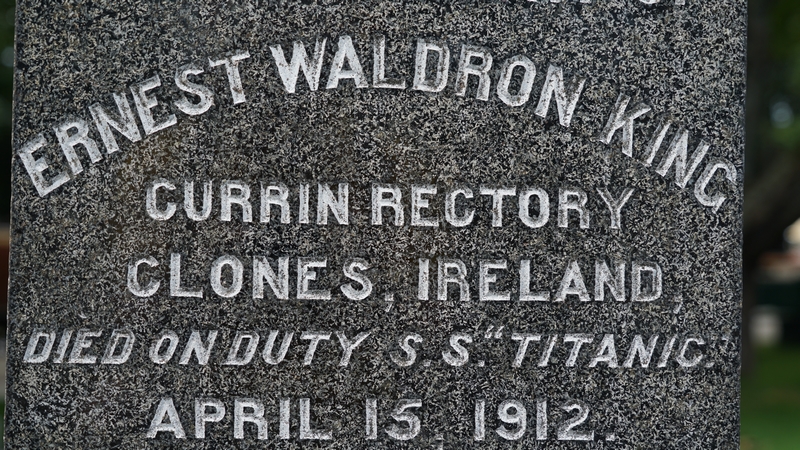 ERNEST WALDRON KING
CURRIN RECTORY
CLONES, IRELAND,
DIED ON DUTY S.S. "TITANIC."
APRIL 15, 1912.